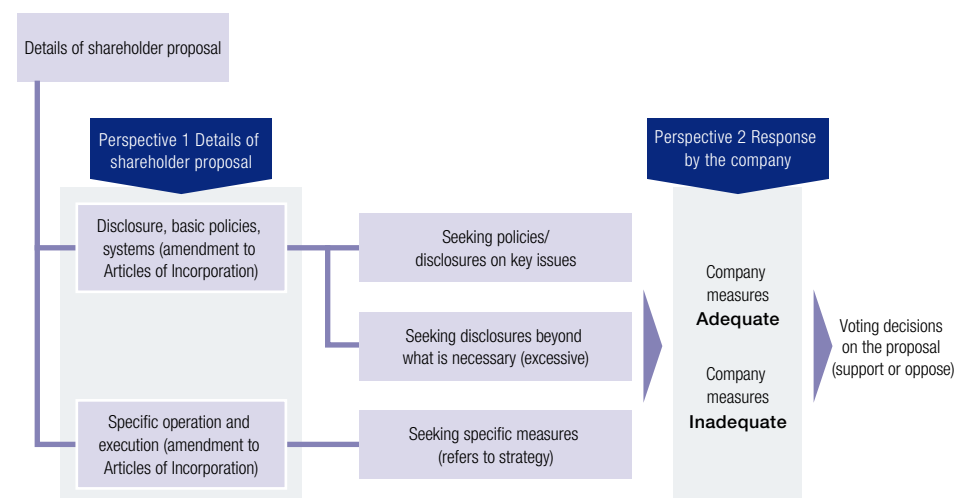 Details of shareholder proposal
Perspective 1 Details of
shareholder proposal
Disclosure, basic policies,
systems (amendment to
Articles of Incorporation)
Specific operation and
execution (amendment to
Articles of Incorporation)
Seeking policies/
disclosures on key issues
Seeking disclosures beyond
what is necessary (excessive)
Seeking specific measures
(refers to strategy)
Perspective 2 Response
by the company
Company
measures
Adequate
Company
measures
Inadequate
Voting decisions
on the proposal
(support or oppose)